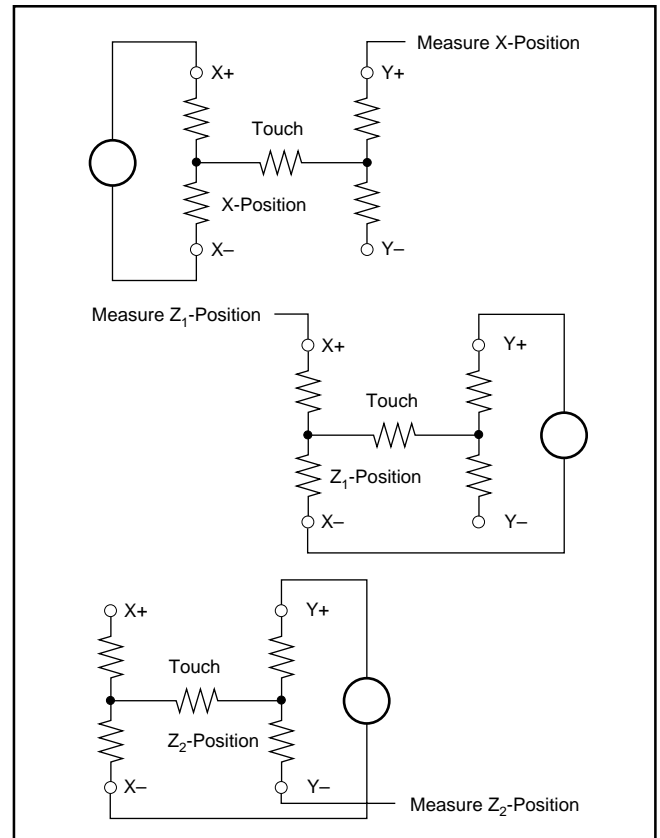 Measure X-Position
X+ Y+
Touch
X-Position
X– Y–
Measure Z₁-Position
X+ Y+
Touch
Z₁-Position
X– Y–
X+ Y+
Touch
Z₂-Position
X– Y–
Measure Z₂-Position